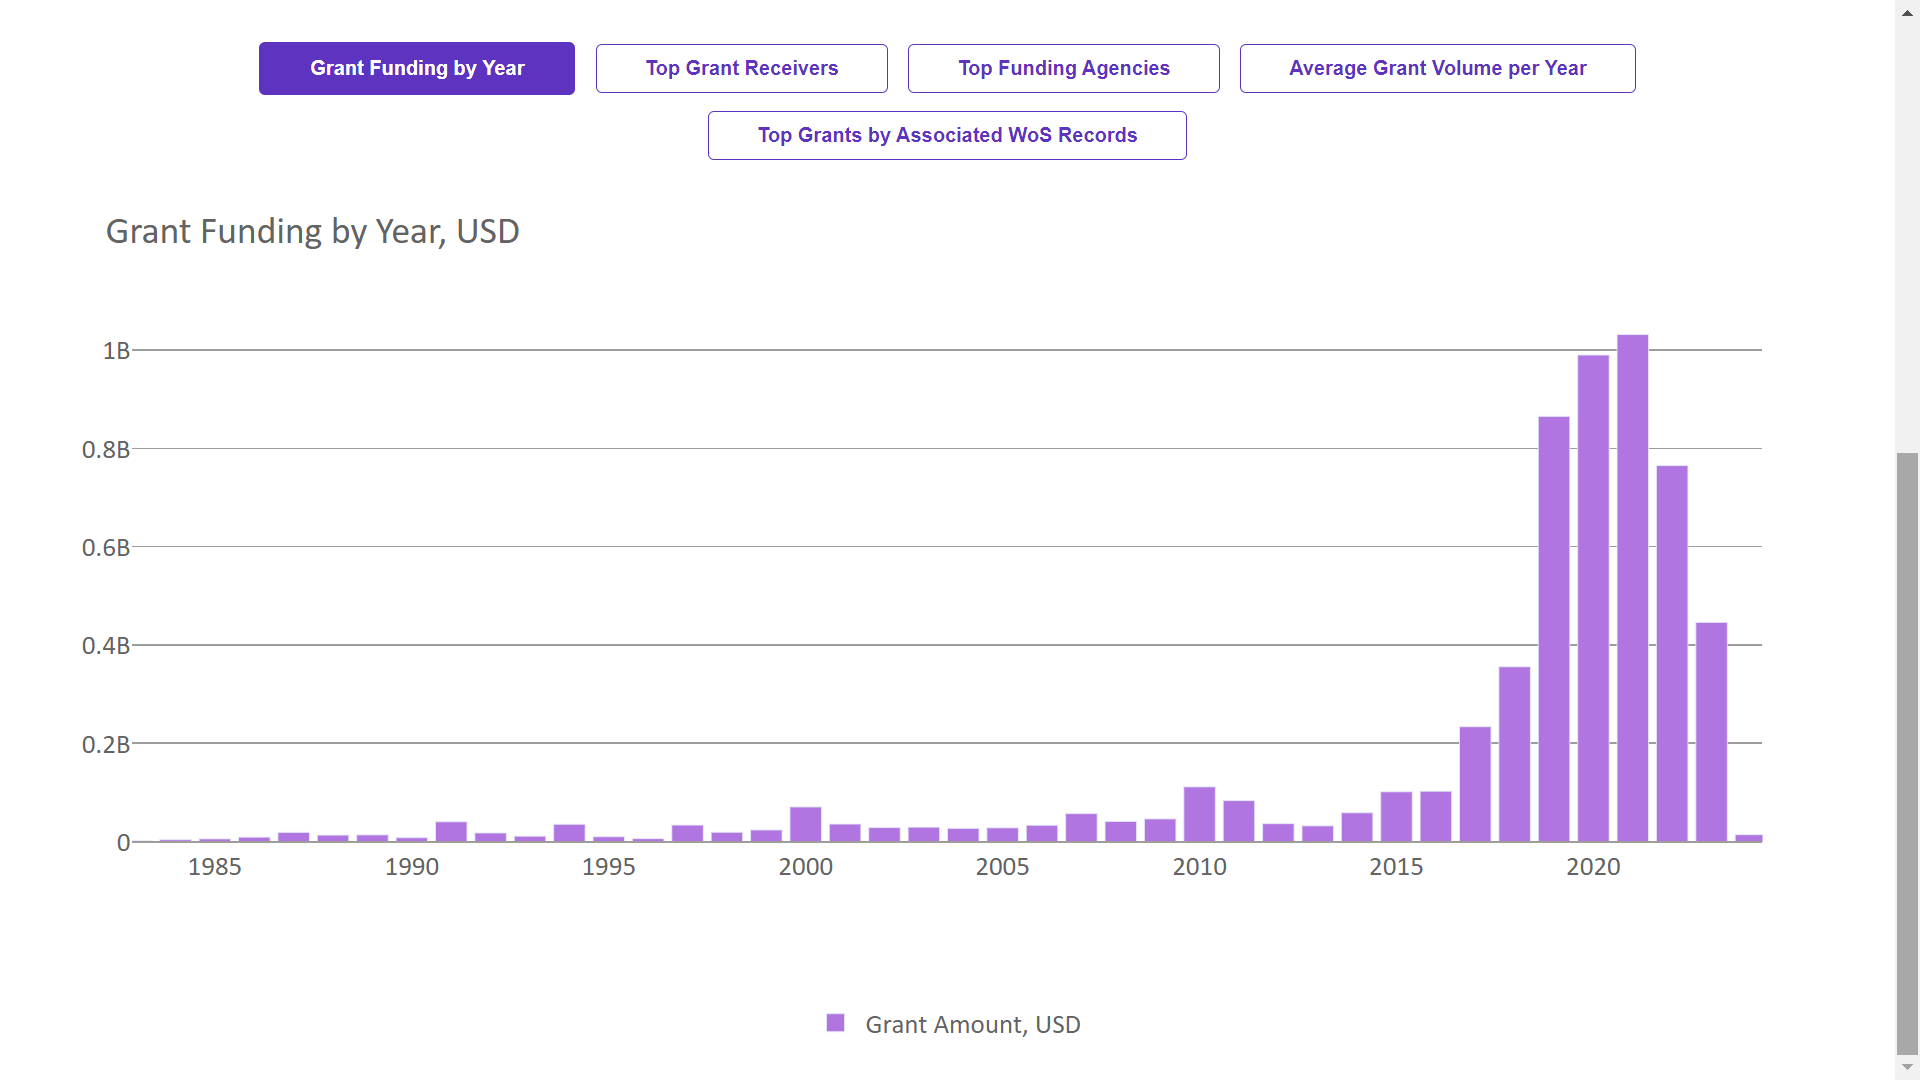 Grant Funding by Year
Top Grant Receivers
Top Funding Agencies
Average Grant Volume per Year
Top Grants by Associated WoS Records
Grant Funding by Year, USD
1B
0.8B
0.6B
0.4B
0.2B
0
1985 1990 1995 2000 2005 2010 2015 2020
Grant Amount, USD